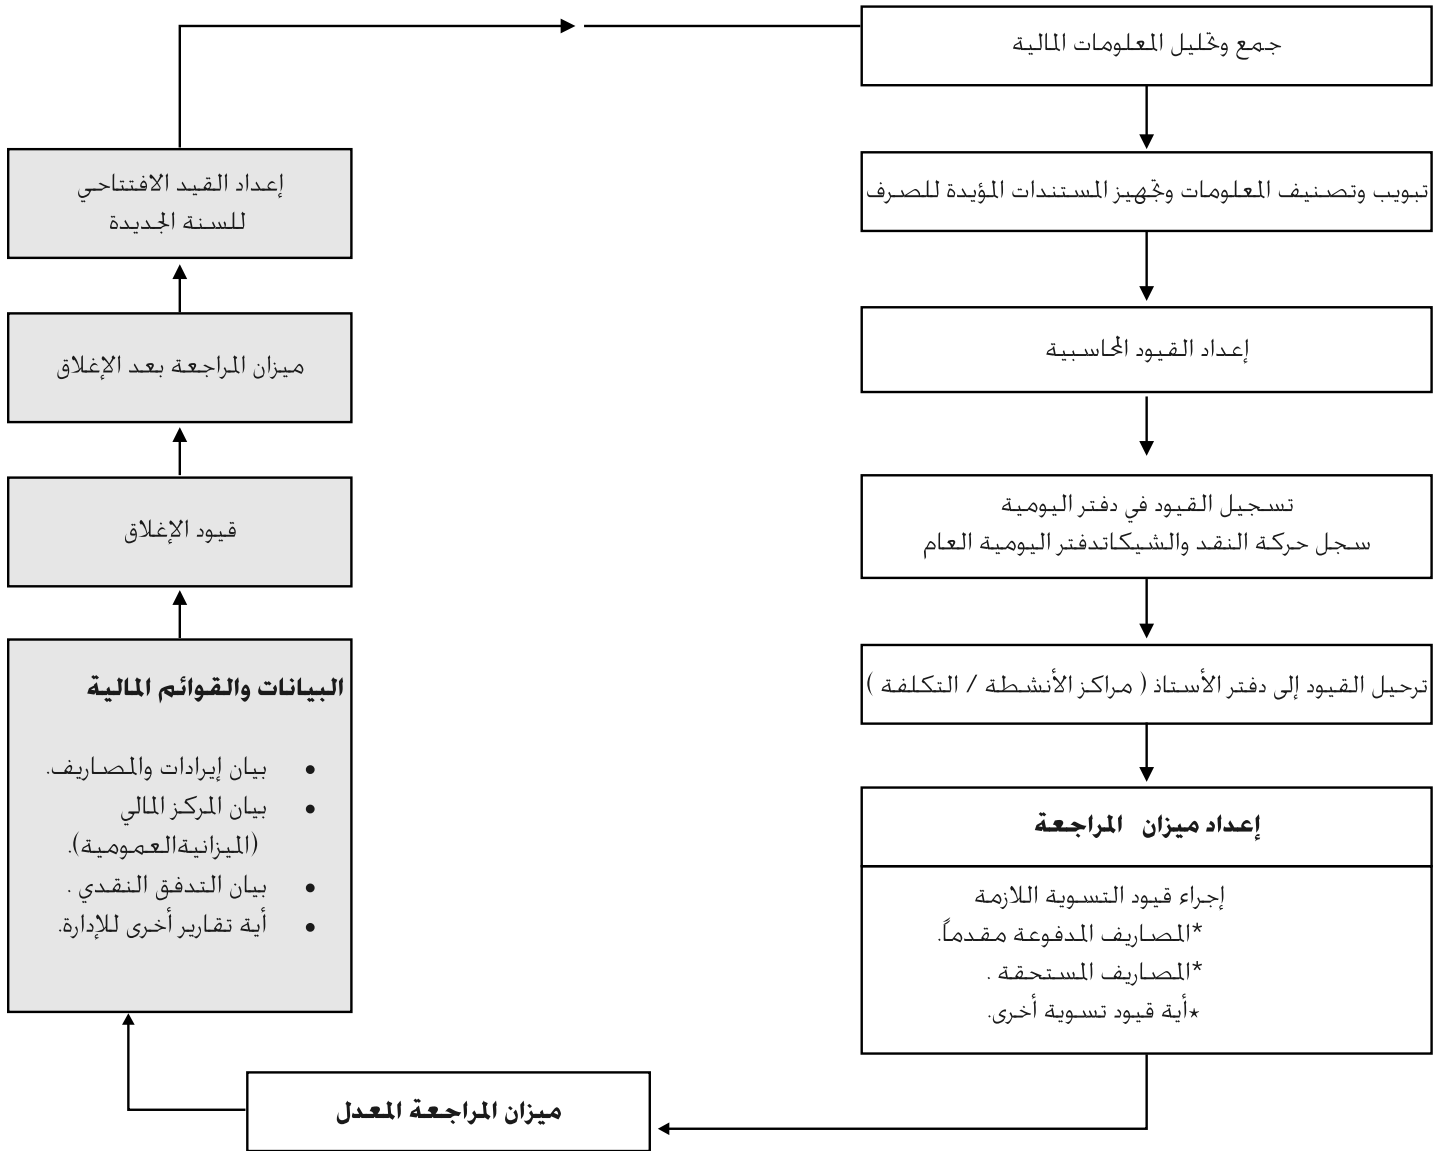 جمع وتحليل المعلومات المالية
تبويب وتصنيف المعلومات وتجهيز المستندات المؤيدة للصرف
إعداد القيود المحاسبية
تسجيل القيود في دفتر اليومية
سجل حركة النقد والشيكاتدفتر اليومية العام
ترحيل القيود إلى دفتر الأستاذ ( مراكز الأنشطة / التكلفة )
إعداد ميزان المراجعة
إجراء قيود التسوية اللازمة
*المصاريف المدفوعة مقدماً.
*المصاريف المستحقة .
*أية قيود تسوية أخرى.
ميزان المراجعة المعدل
البيانات والقوائم المالية
• بيان إيرادات والمصاريف.
• بيان المركز المالي
(الميزانيةالعمومية).
• بيان التدفق النقدي .
• أية تقارير أخرى للإدارة.
قيود الإغلاق
ميزان المراجعة بعد الإغلاق
إعداد القيد الافتتاحي
للسنة الجديدة